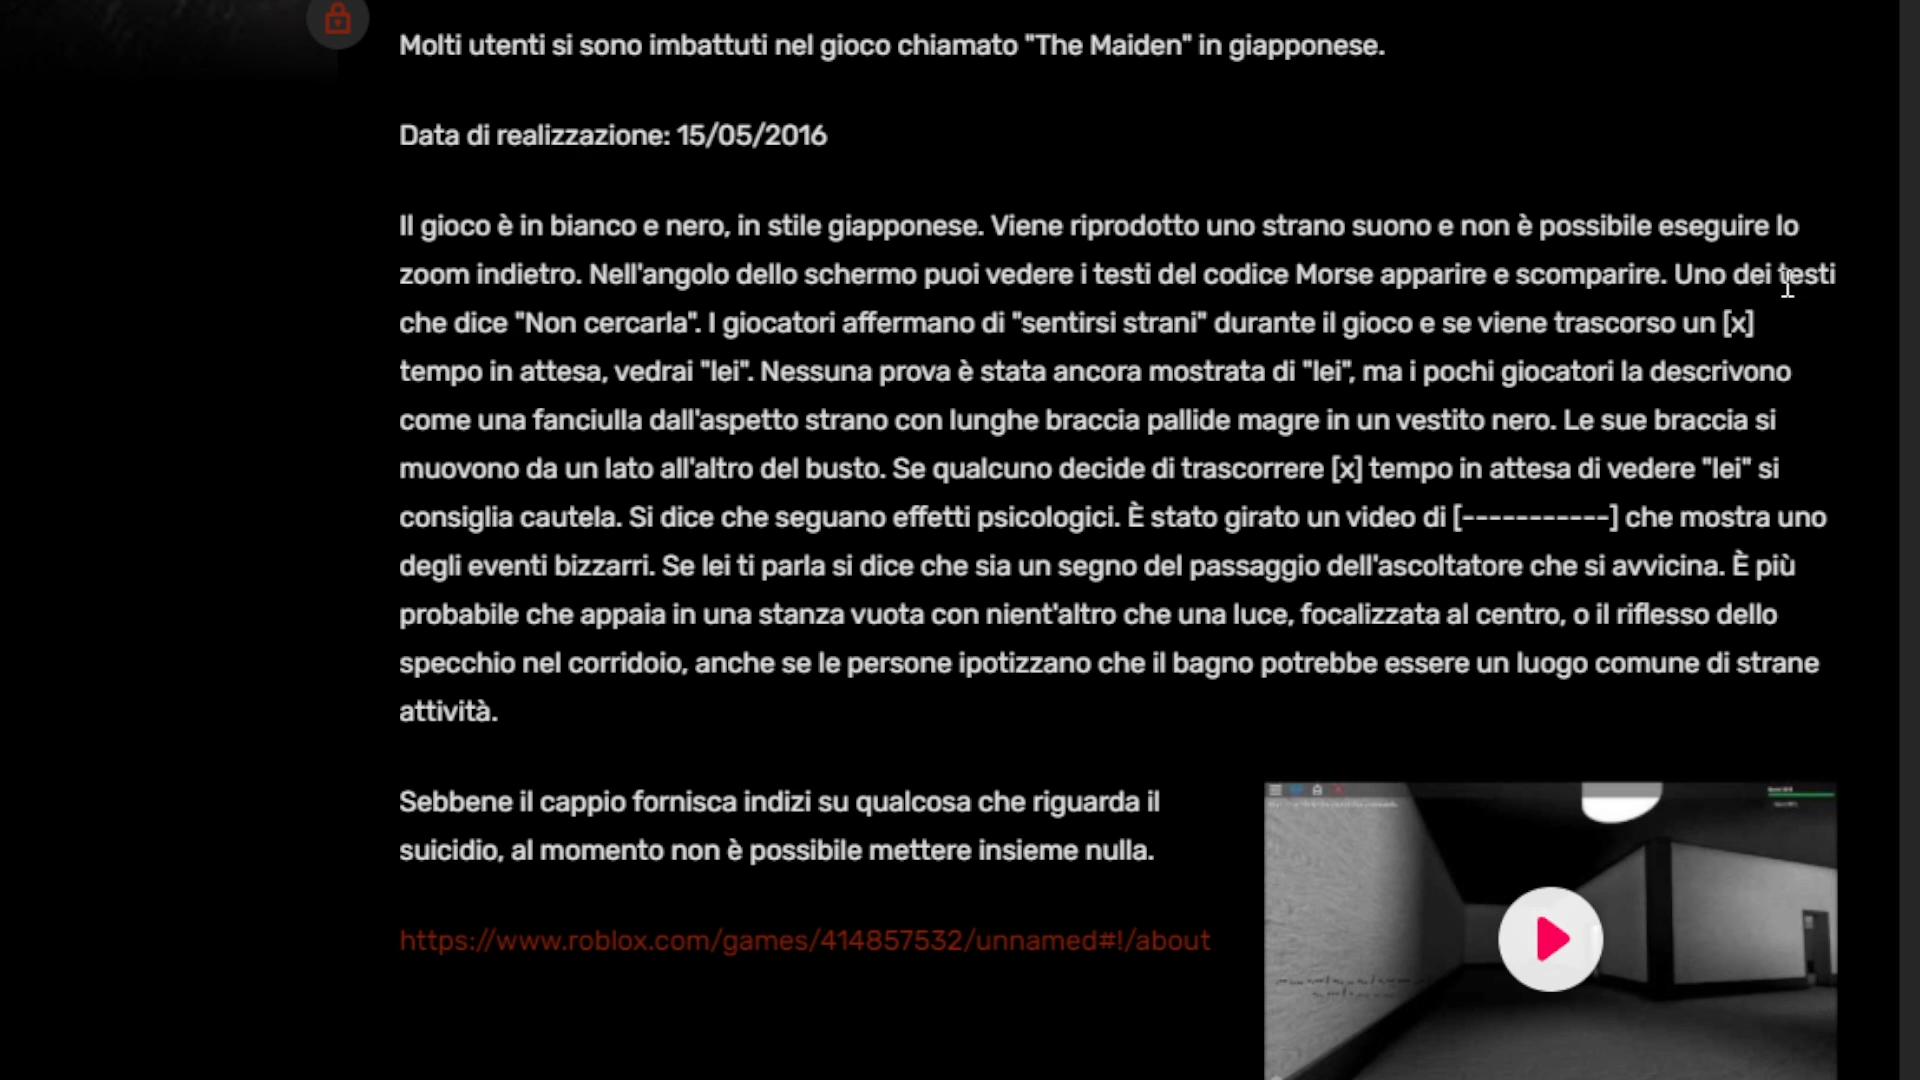 Molti utenti si sono imbattuti nel gioco chiamato "The Maiden" in giapponese.
Data di realizzazione: 15/05/2016
Il gioco è in bianco e nero, in stile giapponese. Viene riprodotto uno strano suono e non è possibile eseguire lo
zoom indietro. Nell'angolo dello schermo puoi vedere i testi del codice Morse apparire e scomparire. Uno dei testi
che dice "Non cercarla". I giocatori affermano di "sentirsi strani" durante il gioco e se viene trascorso un [x]
tempo in attesa, vedrai "lei". Nessuna prova è stata ancora mostrata di "lei", ma i pochi giocatori la descrivono
come una fanciulla dall'aspetto strano con lunghe braccia pallide magre in un vestito nero. Le sue braccia si
muovono da un lato all'altro del busto. Se qualcuno decide di trascorrere [x] tempo in attesa di vedere "lei" si
consiglia cautela. Si dice che seguano effetti psicologici. È stato girato un video di [-----------] che mostra uno
degli eventi bizzarri. Se lei ti parla si dice che sia un segno del passaggio dell'ascoltatore che si avvicina. È più
probabile che appaia in una stanza vuota con nient'altro che una luce, focalizzata al centro, o il riflesso dello
specchio nel corridoio, anche se le persone ipotizzano che il bagno potrebbe essere un luogo comune di strane
attività.
Sebbene il cappio fornisca indizi su qualcosa che riguarda il
suicidio, al momento non è possibile mettere insieme nulla.
https://www.roblox.com/games/414857532/unnamed#!/about